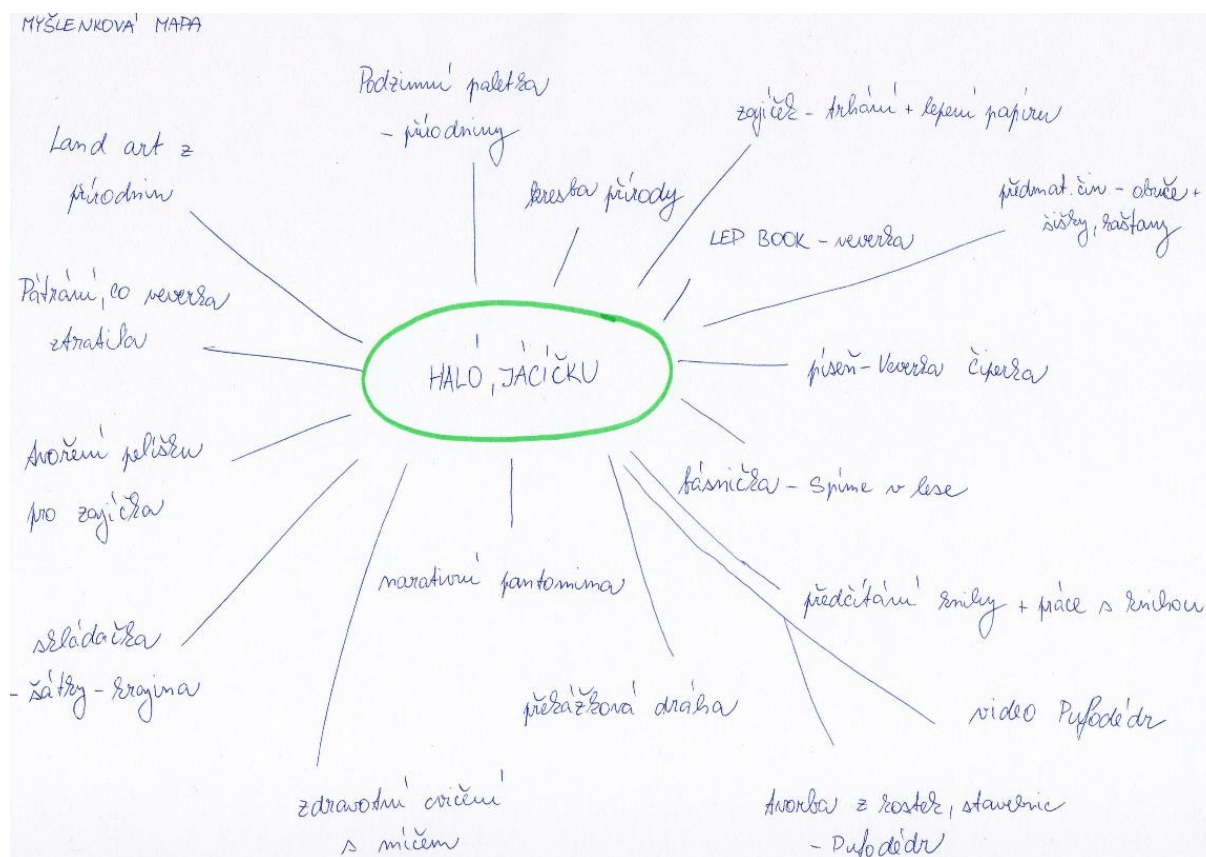 MYŠLENKOVÁ MAPA
Podzimní paletka
- přírodniny
zajíček - trhání + lepení papíru
Land art z
přírodnin
kresba přírody
předmat. čin - obruče +
šišky, kaštany
LEP BOOK - veverka
Pátrání, co veverka
ztratila
HALÓ, JÁCÍČKU
píseň - Veverka čiperka
tvoření pelíšku
pro zajíčka
básnička - Spíme v lese
narativní pantomima
předčítání knihy + práce s knihou
skládačka
- šátky - krajina
překážková dráha
video Pufodédr
zdravotní cvičení
s míčem
tvorba z kostek, stavebnic
- Pufodédr